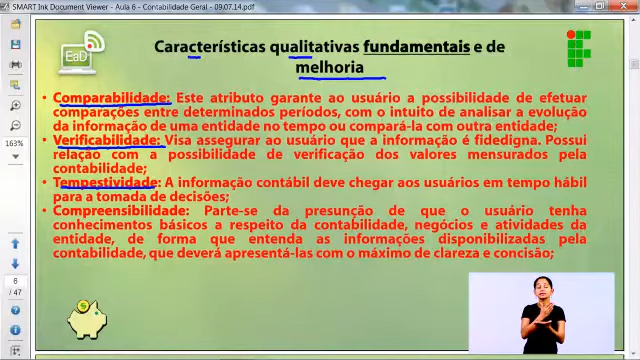 SMART Ink Document Viewer - Aula 6 - Contabilidade Geral - 09.07.14.pdf
EaD
Características qualitativas fundamentais e de
melhoria
• Comparabilidade: Este atributo garante ao usuário a possibilidade de efetuar
comparações entre determinados períodos, com o intuito de analisar a evolução
da informação de uma entidade no tempo ou compará-la com outra entidade;
• Verificabilidade: Visa assegurar ao usuário que a informação é fidedigna. Possui
relação com a possibilidade de verificação dos valores mensurados pela
contabilidade;
• Tempestividade: A informação contábil deve chegar aos usuários em tempo hábil
para a tomada de decisões;
• Compreensibilidade: Parte-se da presunção de que o usuário tenha
conhecimentos básicos a respeito da contabilidade, negócios e atividades da
entidade, de forma que entenda as informações disponibilizadas pela
contabilidade, que deverá apresentá-las com o máximo de clareza e concisão;
163%
6
/ 47